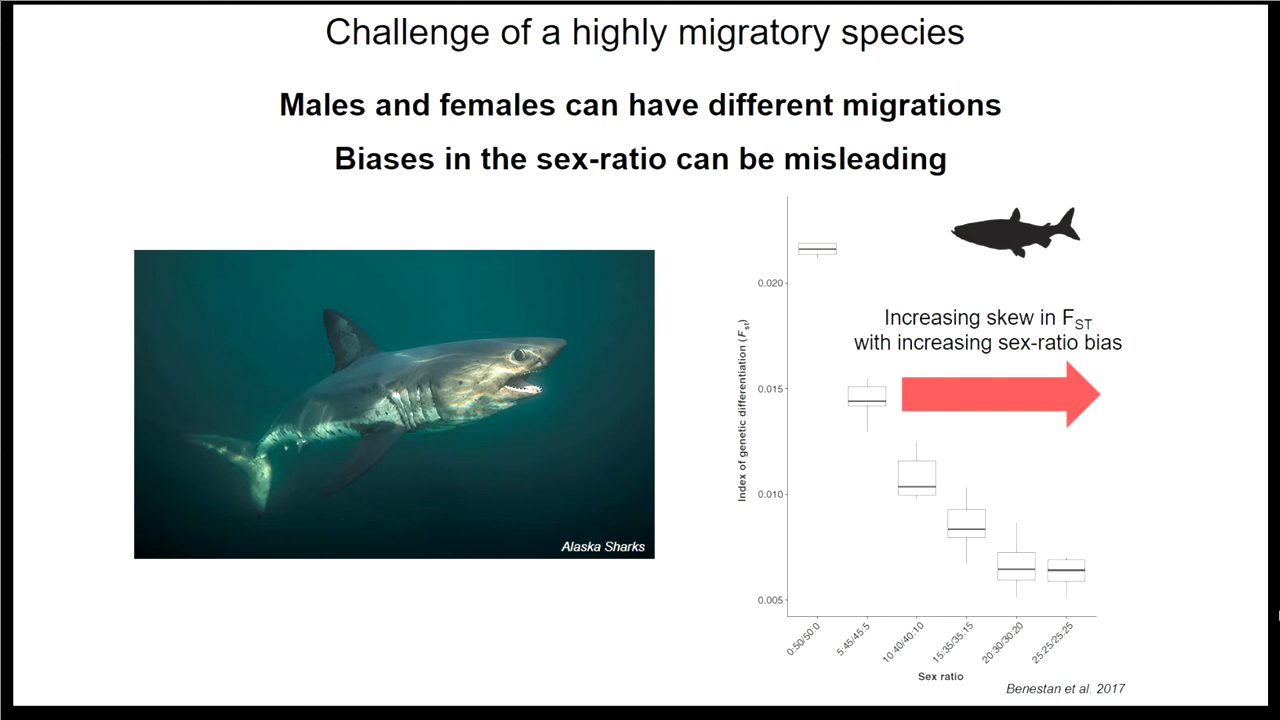 Challenge of a highly migratory species
Males and females can have different migrations
Biases in the sex-ratio can be misleading
Alaska Sharks
Increasing skew in FST
with increasing sex-ratio bias
Index of genetic differentiation (Fst)
0.020
0.015
0.010
0.005
0:50/50:0
5:45/45:5
10:40/40:10
15:35/35:15
20:30/30:20
25:25/25:25
Sex ratio
Benestan et al. 2017